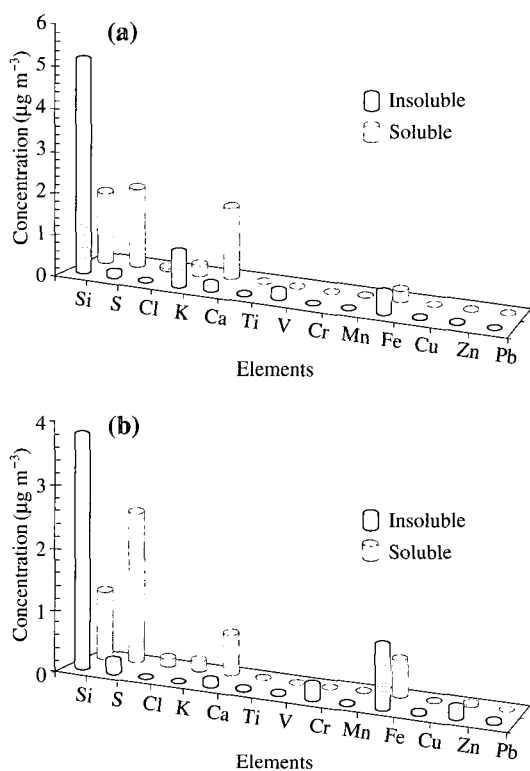 (a)
Concentration (μg m⁻³)
6
5
4
3
2
1
0
Insoluble
Soluble
Si S Cl K Ca Ti V Cr Mn Fe Cu Zn Pb
Elements
(b)
Concentration (μg m⁻³)
4
3
2
1
0
Insoluble
Soluble
Si S Cl K Ca Ti V Cr Mn Fe Cu Zn Pb
Elements